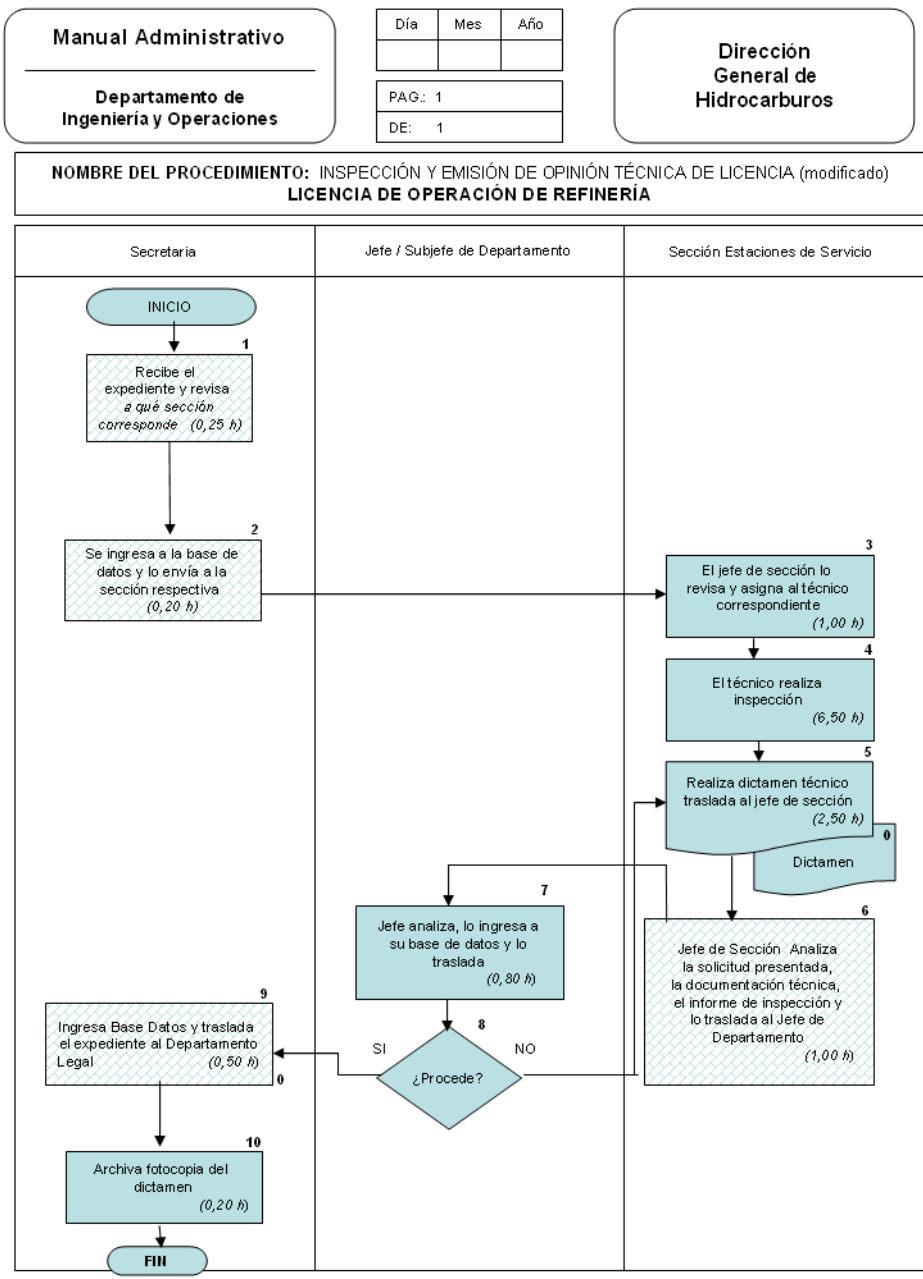 Manual Administrativo
Departamento de
Ingeniería y Operaciones
Día Mes Año
PAG.: 1
DE: 1
Dirección
General de
Hidrocarburos
NOMBRE DEL PROCEDIMIENTO: INSPECCIÓN Y EMISIÓN DE OPINIÓN TÉCNICA DE LICENCIA (modificado)
LICENCIA DE OPERACIÓN DE REFINERÍA
Secretaria
Jefe / Subjefe de Departamento
Sección Estaciones de Servicio
INICIO
1
Recibe el
expediente y revisa
a qué sección
corresponde (0,25 h)
2
Se ingresa a la base de
datos y lo envía a la
sección respectiva
(0,20 h)
3
El jefe de sección lo
revisa y asigna al técnico
correspondiente
(1,00 h)
4
El técnico realiza
inspección
(6,50 h)
5
Realiza dictamen técnico
traslada al jefe de sección
(2,50 h)
0
Dictamen
6
Jefe de Sección Analiza
la solicitud presentada,
la documentación técnica,
el informe de inspección y
lo traslada al Jefe de
Departamento
(1,00 h)
7
Jefe analiza, lo ingresa a
su base de datos y lo
traslada
(0,80 h)
8
SI
NO
¿Procede?
9
Ingresa Base Datos y traslada
el expediente al Departamento
Legal (0,50 h)
0
10
Archiva fotocopia del
dictamen
(0,20 h)
FIN